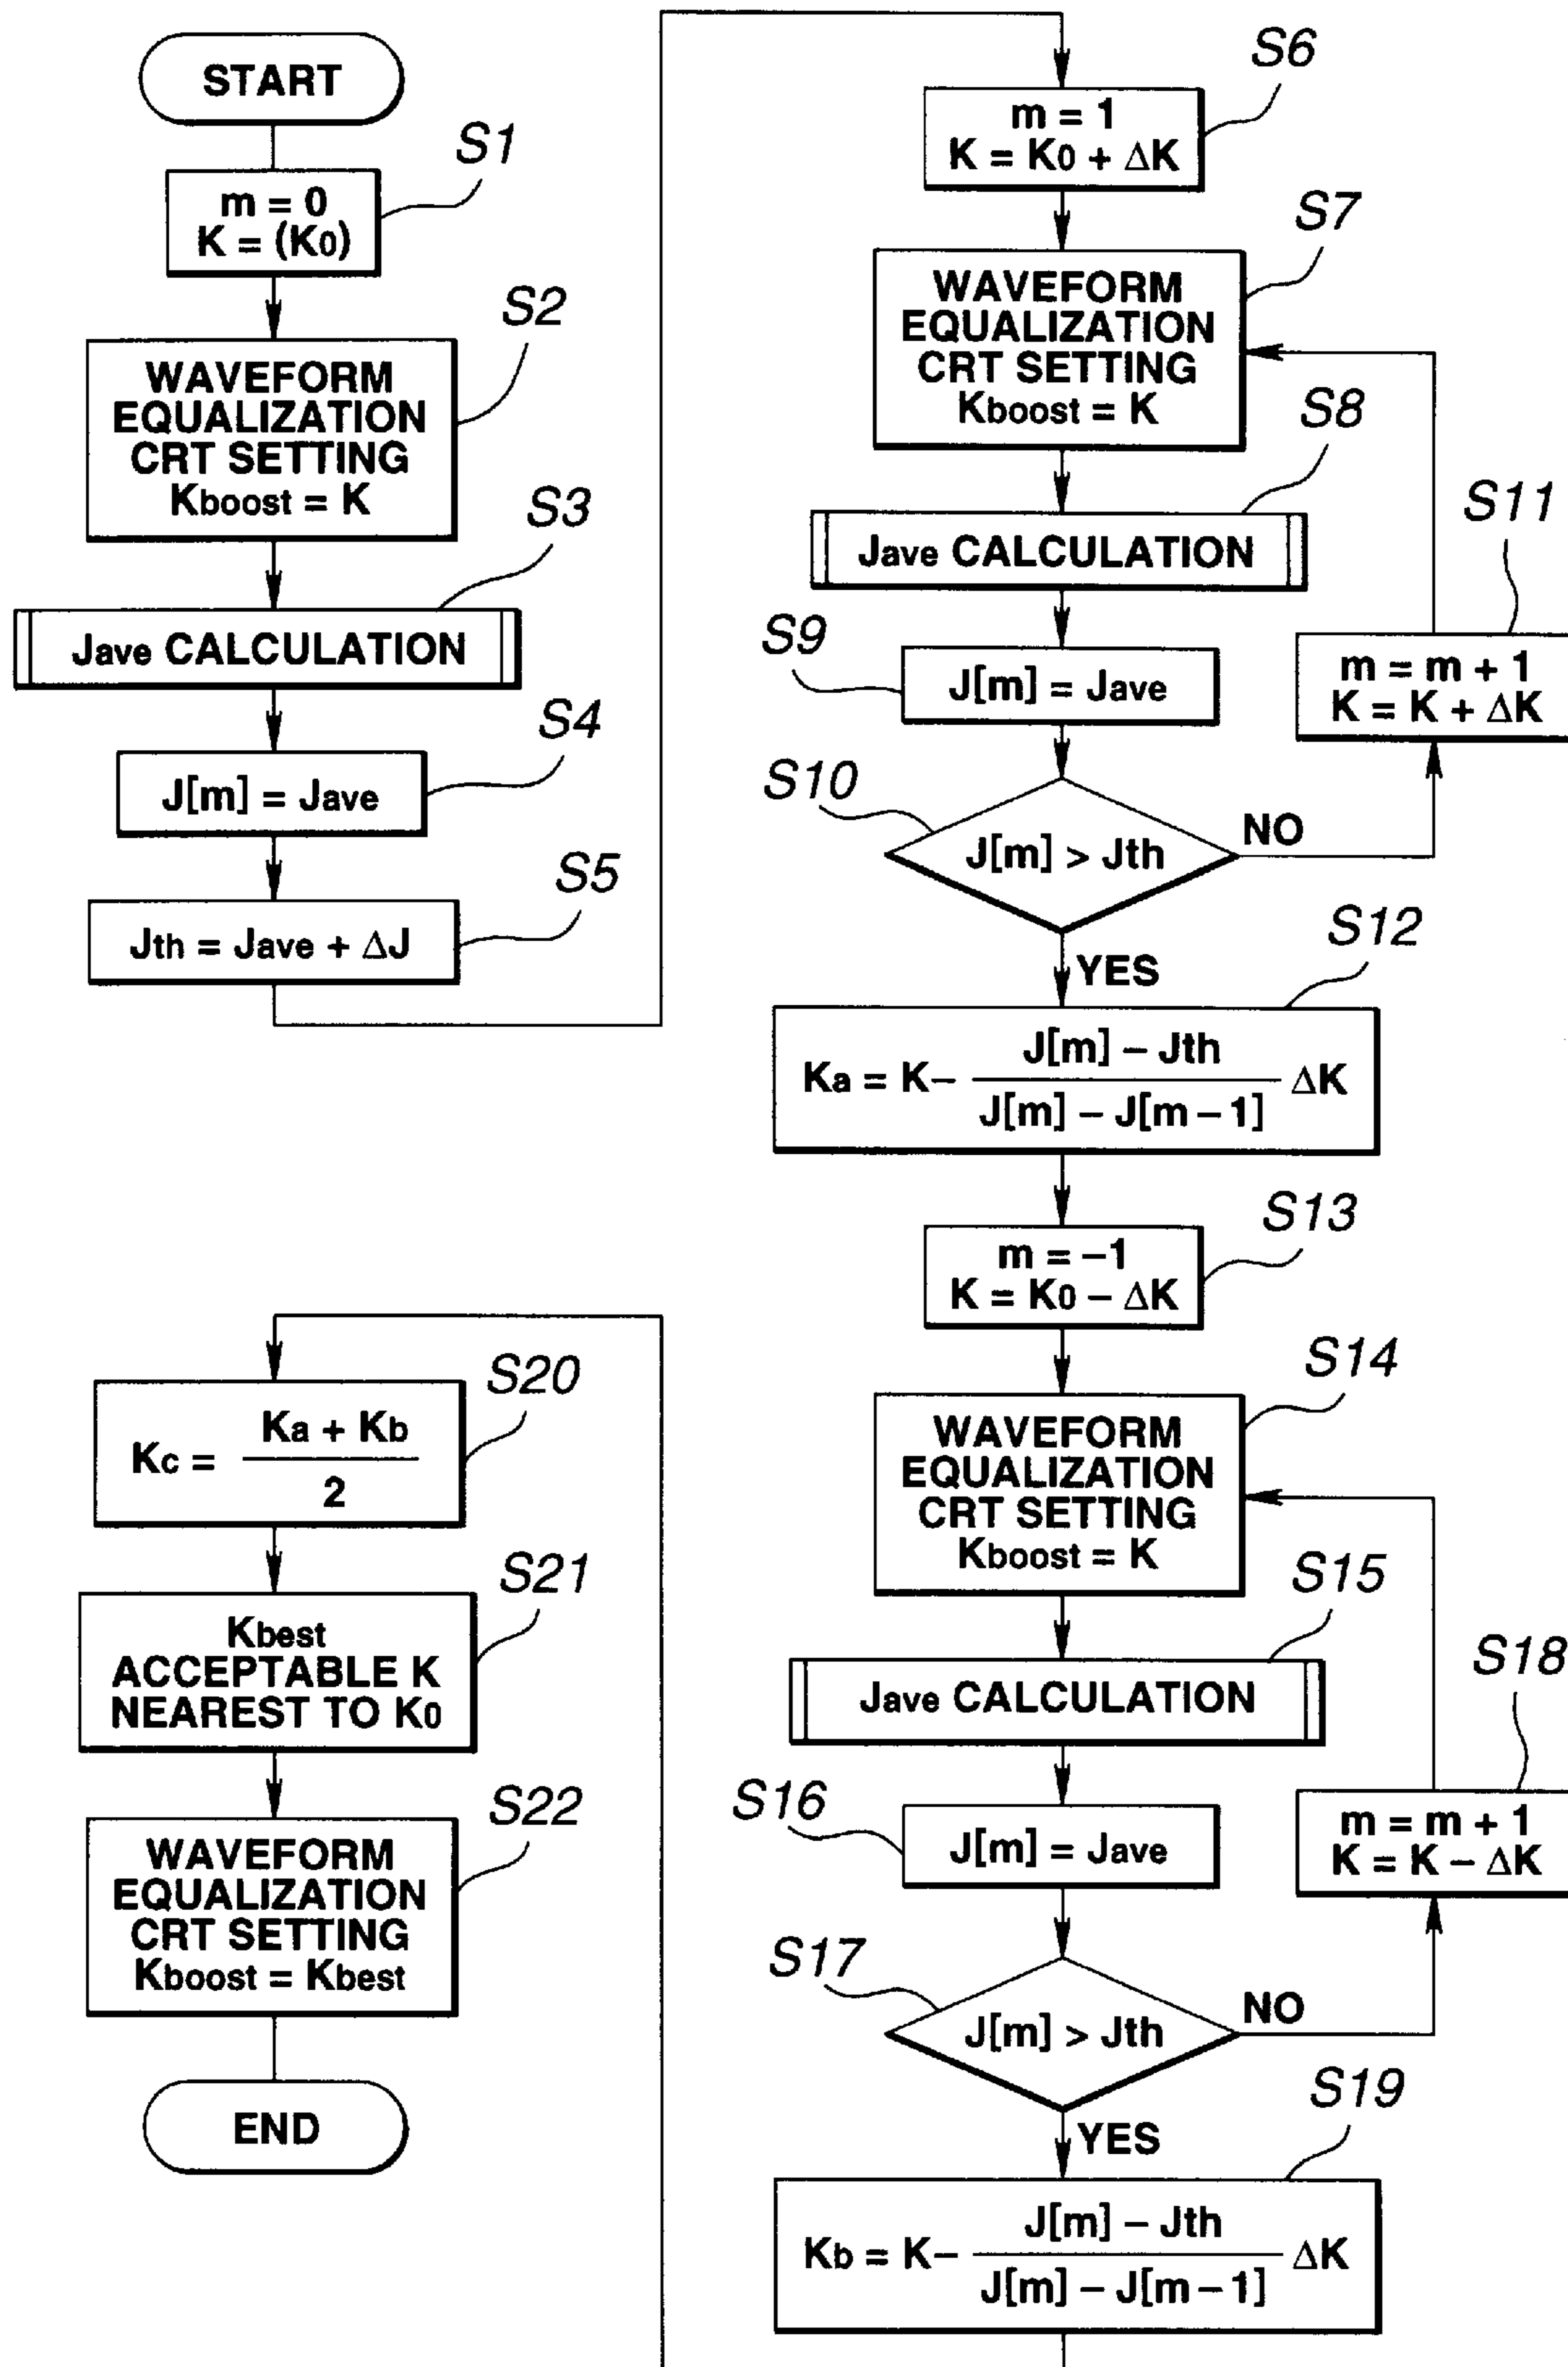 START
S1
m = 0
K = (K0)
S2
WAVEFORM
EQUALIZATION
CRT SETTING
Kboost = K
S3
Jave CALCULATION
S4
J[m] = Jave
S5
Jth = Jave + ΔJ
S6
m = 1
K = K0 + ΔK
S7
WAVEFORM
EQUALIZATION
CRT SETTING
Kboost = K
S8
Jave CALCULATION
S9
J[m] = Jave
S10
J[m] > Jth
NO
S11
m = m + 1
K = K + ΔK
YES
S12
J[m] – Jth
Ka = K– ΔK
J[m] – J[m – 1]
S13
m = –1
K = K0 – ΔK
S14
WAVEFORM
EQUALIZATION
CRT SETTING
Kboost = K
S15
Jave CALCULATION
S16
J[m] = Jave
S17
J[m] > Jth
NO
S18
m = m + 1
K = K – ΔK
YES
S19
J[m] – Jth
Kb = K– ΔK
J[m] – J[m – 1]
S20
Ka + Kb
Kc =
2
S21
Kbest
ACCEPTABLE K
NEAREST TO K0
S22
WAVEFORM
EQUALIZATION
CRT SETTING
Kboost = Kbest
END